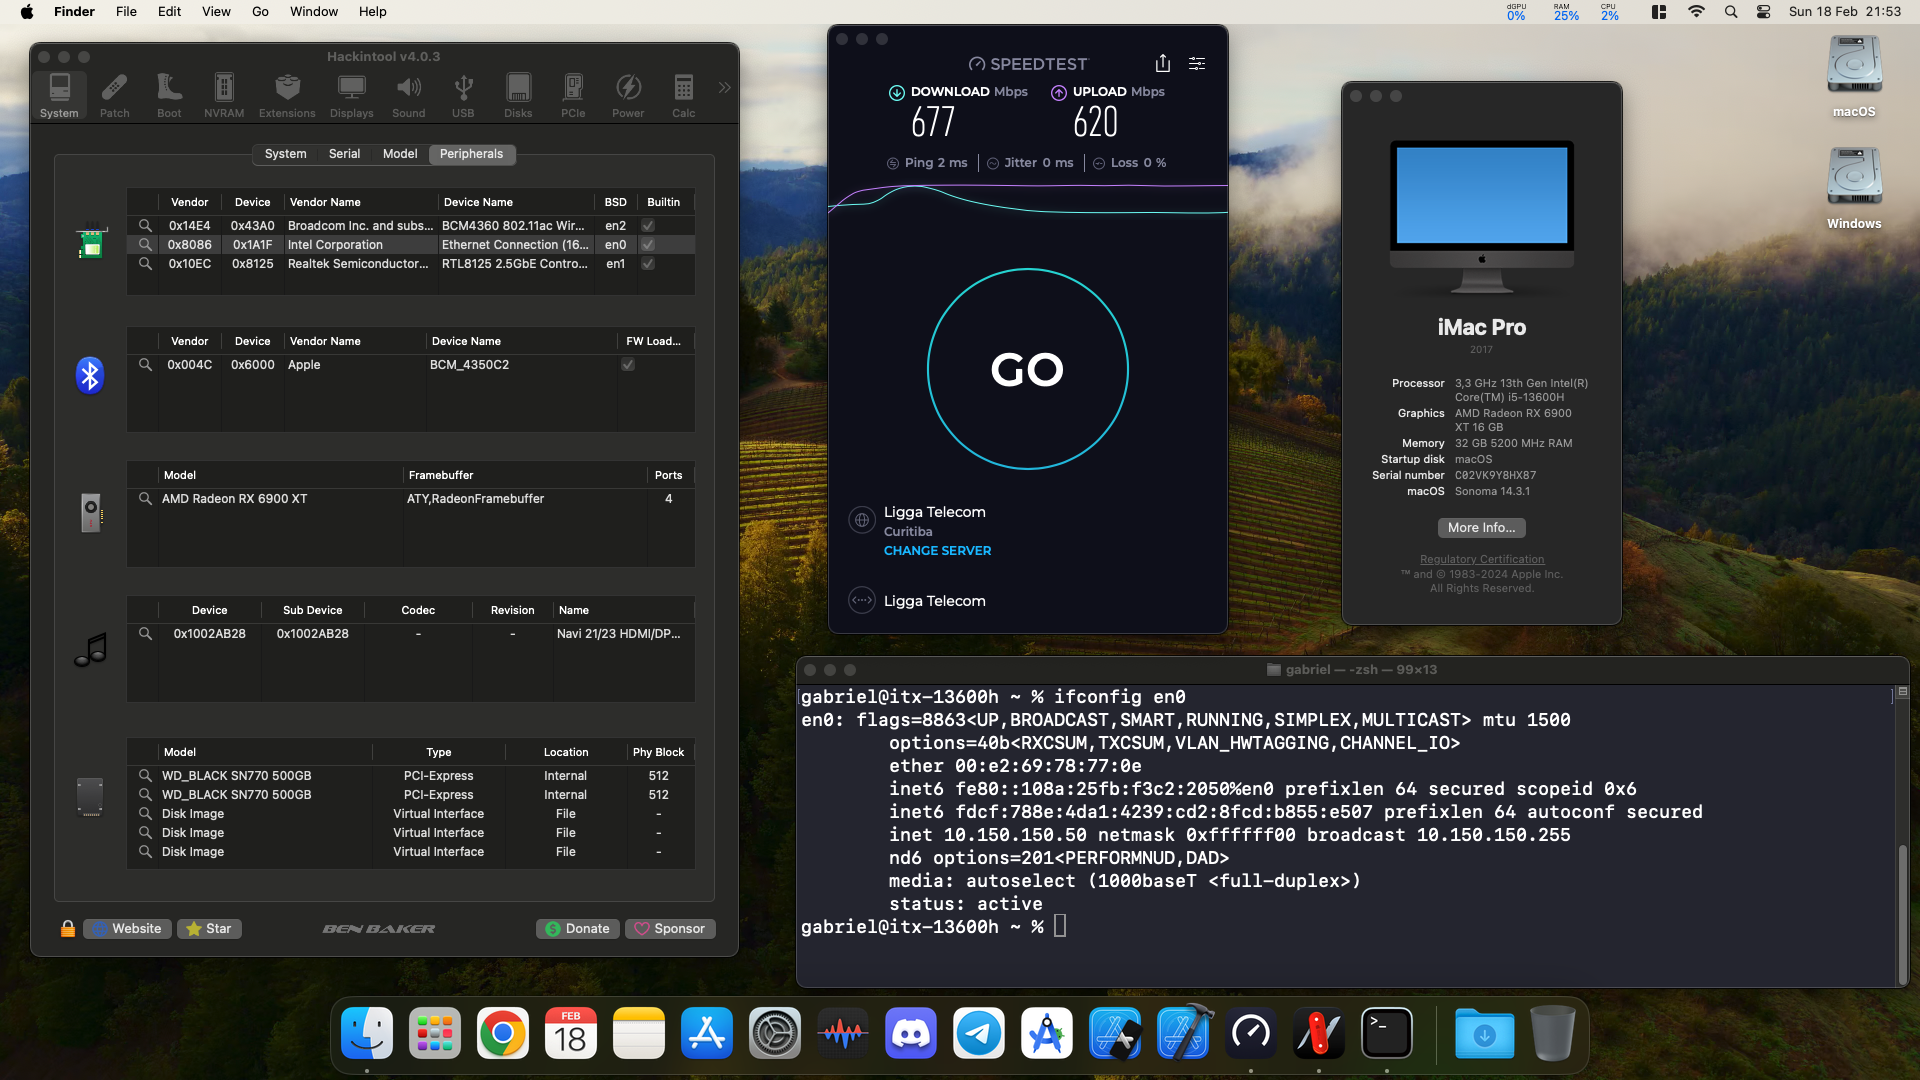 Finder File Edit View Go Window Help
dGPU 0% RAM 25% CPU 2% Sun 18 Feb 21:53
Hackintool v4.0.3
System Patch Boot NVRAM Extensions Displays Sound USB Disks PCIe Power Calc
System Serial Model Peripherals
Vendor Device Vendor Name Device Name BSD Builtin
0x14E4 0x43A0 Broadcom Inc. and subs... BCM4360 802.11ac Wir... en2
0x8086 0x1A1F Intel Corporation Ethernet Connection (16... en0
0x10EC 0x8125 Realtek Semiconductor... RTL8125 2.5GbE Contro... en1
Vendor Device Vendor Name Device Name FW Load...
0x004C 0x6000 Apple BCM_4350C2
Model Framebuffer Ports
AMD Radeon RX 6900 XT ATY,RadeonFramebuffer 4
Device Sub Device Codec Revision Name
0x1002AB28 0x1002AB28 - - Navi 21/23 HDMI/DP...
Model Type Location Phy Block
WD_BLACK SN770 500GB PCI-Express Internal 512
WD_BLACK SN770 500GB PCI-Express Internal 512
Disk Image Virtual Interface File -
Disk Image Virtual Interface File -
Disk Image Virtual Interface File -
Website Star BEN BAKER Donate Sponsor
SPEEDTEST
DOWNLOAD Mbps UPLOAD Mbps
677 620
Ping 2 ms Jitter 0 ms Loss 0 %
GO
Ligga Telecom
Curitiba
CHANGE SERVER
Ligga Telecom
iMac Pro
2017
Processor 3,3 GHz 13th Gen Intel(R)
Core(TM) i5-13600H
Graphics AMD Radeon RX 6900
XT 16 GB
Memory 32 GB 5200 MHz RAM
Startup disk macOS
Serial number C02VK9Y8HX87
macOS Sonoma 14.3.1
More Info...
Regulatory Certification
™ and © 1983-2024 Apple Inc.
All Rights Reserved.
macOS
Windows
gabriel — -zsh — 99×13
gabriel@itx-13600h ~ % ifconfig en0
en0: flags=8863<UP,BROADCAST,SMART,RUNNING,SIMPLEX,MULTICAST> mtu 1500
options=40b<RXCSUM,TXCSUM,VLAN_HWTAGGING,CHANNEL_IO>
ether 00:e2:69:78:77:0e
inet6 fe80::108a:25fb:f3c2:2050%en0 prefixlen 64 secured scopeid 0x6
inet6 fdcf:788e:4da1:4239:cd2:8fcd:b855:e507 prefixlen 64 autoconf secured
inet 10.150.150.50 netmask 0xffffff00 broadcast 10.150.150.255
nd6 options=201<PERFORMNUD,DAD>
media: autoselect (1000baseT <full-duplex>)
status: active
gabriel@itx-13600h ~ %
FEB
18
>_